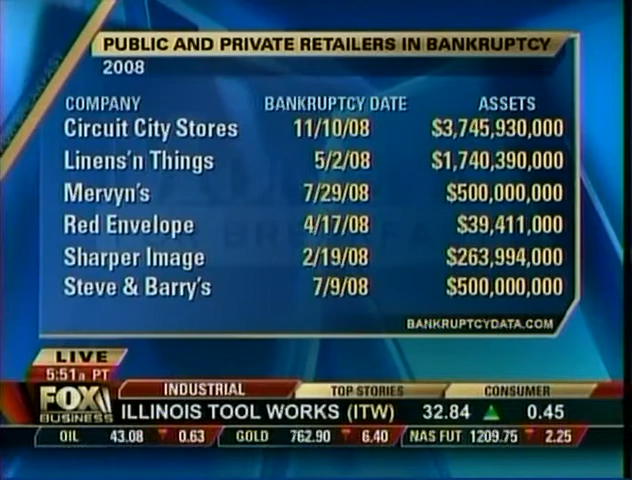 PUBLIC AND PRIVATE RETAILERS IN BANKRUPTCY
2008
COMPANY BANKRUPTCY DATE ASSETS
Circuit City Stores 11/10/08 $3,745,930,000
Linens'n Things 5/2/08 $1,740,390,000
Mervyn's 7/29/08 $500,000,000
Red Envelope 4/17/08 $39,411,000
Sharper Image 2/19/08 $263,994,000
Steve & Barry's 7/9/08 $500,000,000
BANKRUPTCYDATA.COM
LIVE
5:51a PT
INDUSTRIAL TOP STORIES CONSUMER
FOX BUSINESS ILLINOIS TOOL WORKS (ITW) 32.84 ▲ 0.45
OIL 43.08 ▼ 0.63 GOLD 762.90 ▼ 6.40 NAS FUT 1209.75 ▼ 2.25